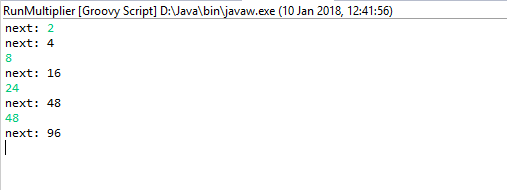 RunMultiplier [Groovy Script] D:\Java\bin\javaw.exe (10 Jan 2018, 12:41:56)
next: 2
next: 4
8
next: 16
24
next: 48
48
next: 96